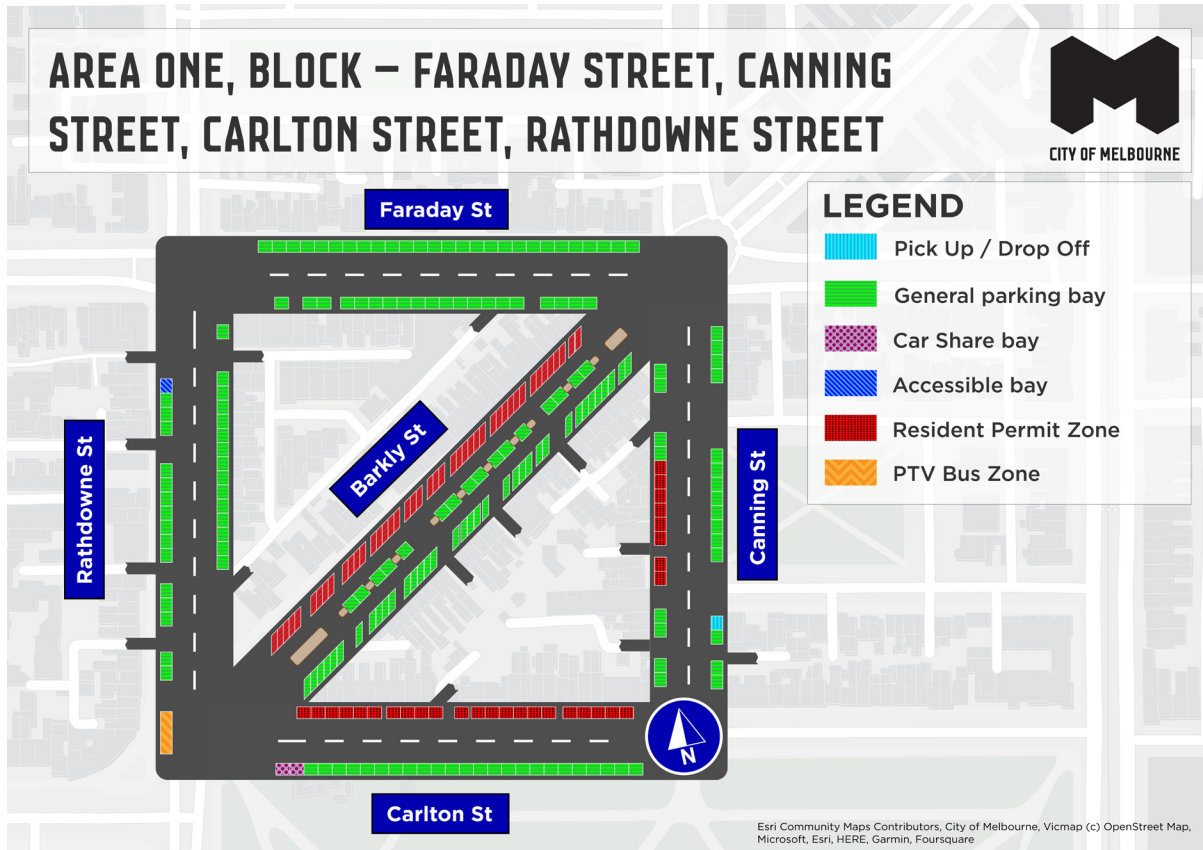 AREA ONE, BLOCK – FARADAY STREET, CANNING
STREET, CARLTON STREET, RATHDOWNE STREET
CITY OF MELBOURNE
Faraday St
LEGEND
Pick Up / Drop Off
General parking bay
Car Share bay
Accessible bay
Resident Permit Zone
PTV Bus Zone
Barkly St
Rathdowne St
Canning St
N
Carlton St
Esri Community Maps Contributors, City of Melbourne, Vicmap (c) OpenStreet Map,
Microsoft, Esri, HERE, Garmin, Foursquare